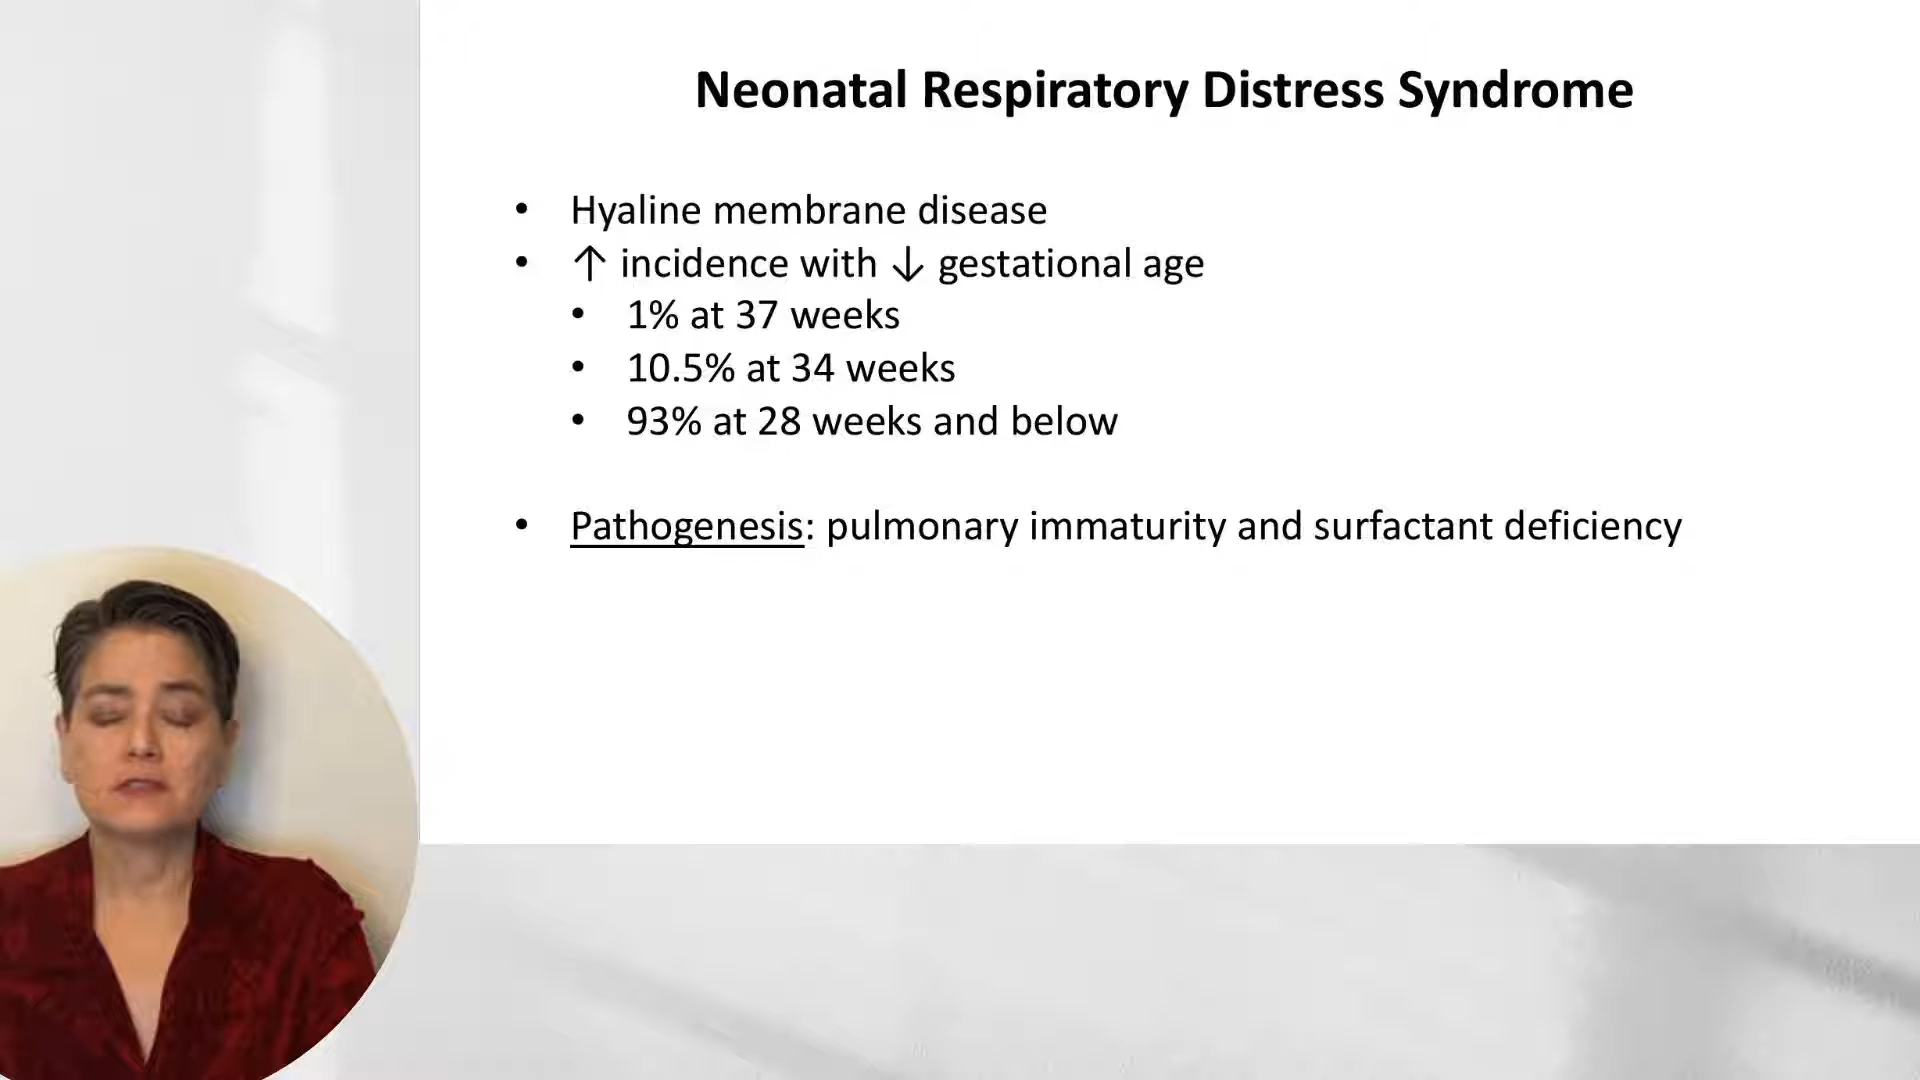 Neonatal Respiratory Distress Syndrome
• Hyaline membrane disease
• ↑ incidence with ↓ gestational age
• 1% at 37 weeks
• 10.5% at 34 weeks
• 93% at 28 weeks and below
• Pathogenesis: pulmonary immaturity and surfactant deficiency